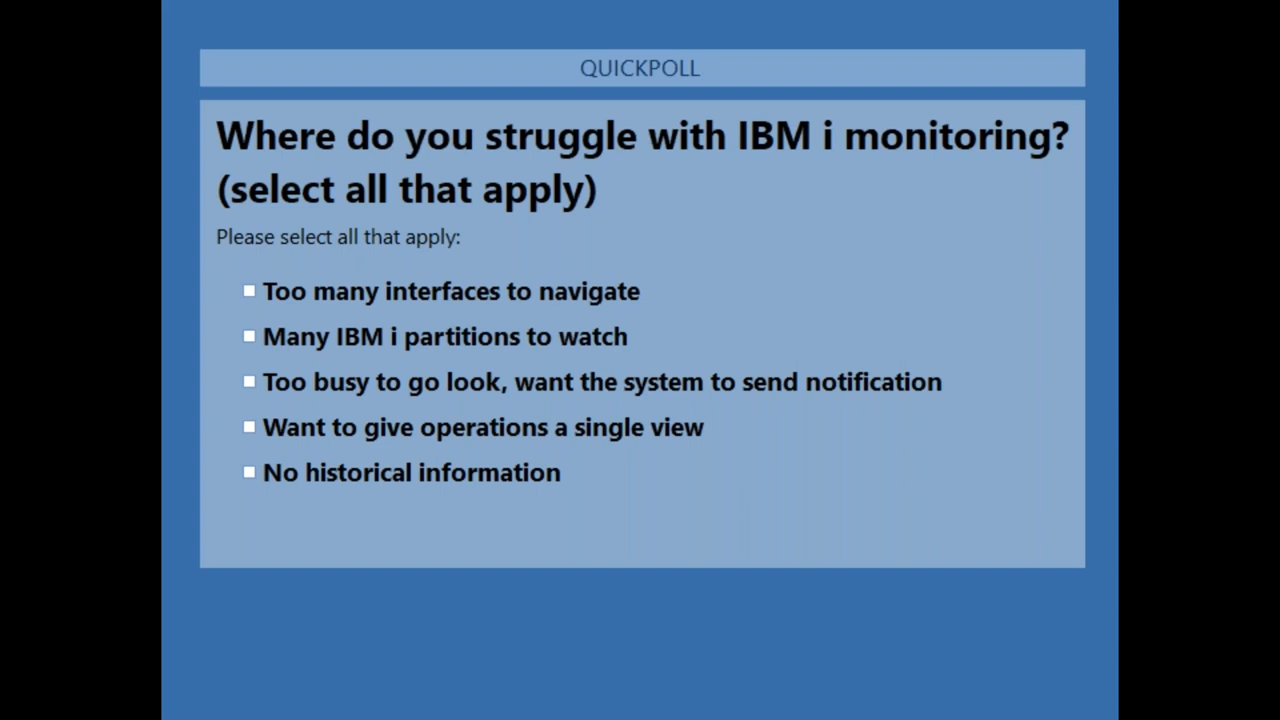 QUICKPOLL
Where do you struggle with IBM i monitoring?
(select all that apply)
Please select all that apply:
Too many interfaces to navigate
Many IBM i partitions to watch
Too busy to go look, want the system to send notification
Want to give operations a single view
No historical information